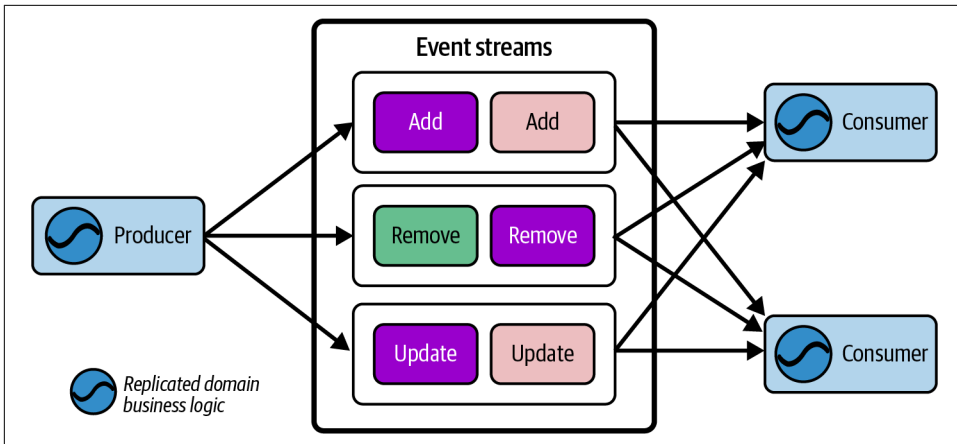 Event streams
Add
Add
Producer
Remove
Remove
Update
Update
Consumer
Consumer
Replicated domain
business logic